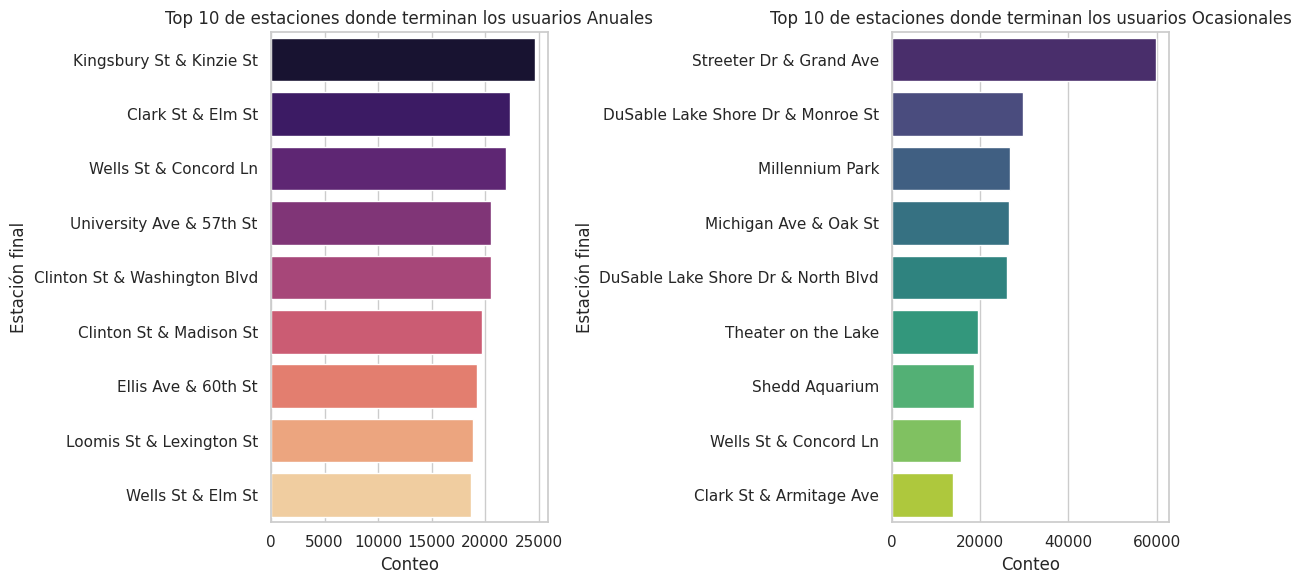 Top 10 de estaciones donde terminan los usuarios Anuales
Estación final
Kingsbury St & Kinzie St
Clark St & Elm St
Wells St & Concord Ln
University Ave & 57th St
Clinton St & Washington Blvd
Clinton St & Madison St
Ellis Ave & 60th St
Loomis St & Lexington St
Wells St & Elm St
0 5000 10000 15000 20000 25000
Conteo
Top 10 de estaciones donde terminan los usuarios Ocasionales
Estación final
Streeter Dr & Grand Ave
DuSable Lake Shore Dr & Monroe St
Millennium Park
Michigan Ave & Oak St
DuSable Lake Shore Dr & North Blvd
Theater on the Lake
Shedd Aquarium
Wells St & Concord Ln
Clark St & Armitage Ave
0 20000 40000 60000
Conteo